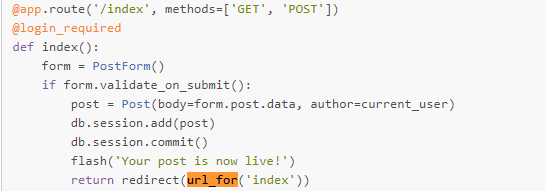 @app.route('/index', methods=['GET', 'POST'])
@login_required
def index():
    form = PostForm()
    if form.validate_on_submit():
        post = Post(body=form.post.data, author=current_user)
        db.session.add(post)
        db.session.commit()
        flash('Your post is now live!')
        return redirect(url_for('index'))